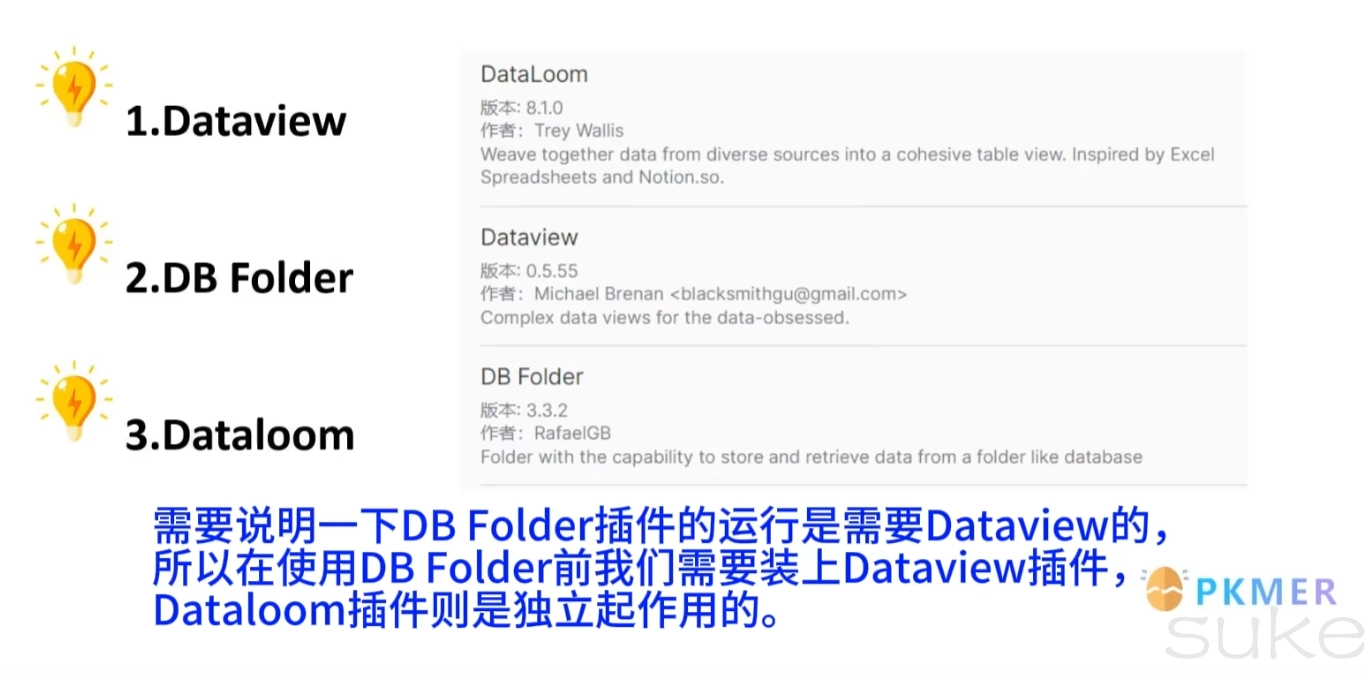 1.Dataview
2.DB Folder
3.Dataloom
DataLoom
版本: 8.1.0
作者：Trey Wallis
Weave together data from diverse sources into a cohesive table view. Inspired by Excel
Spreadsheets and Notion.so.
Dataview
版本: 0.5.55
作者：Michael Brenan <blacksmithgu@gmail.com>
Complex data views for the data-obsessed.
DB Folder
版本: 3.3.2
作者：RafaelGB
Folder with the capability to store and retrieve data from a folder like database
需要说明一下DB Folder插件的运行是需要Dataview的，
所以在使用DB Folder前我们需要装上Dataview插件，
Dataloom插件则是独立起作用的。
PKMER
suke